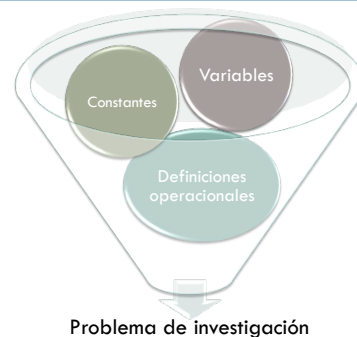 Variables
Constantes
Definiciones
operacionales
Problema de investigación